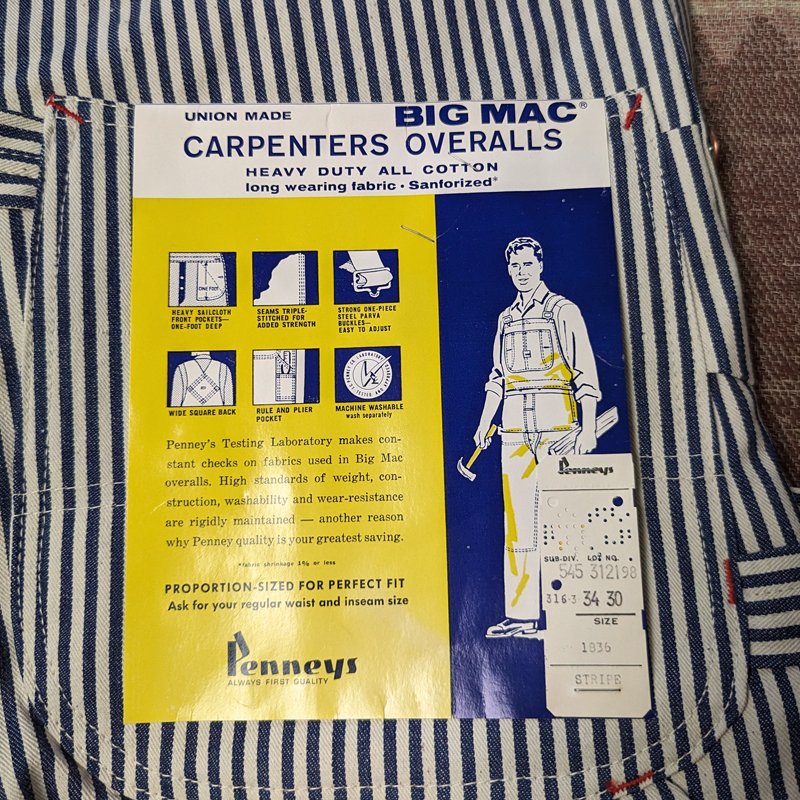 UNION MADE
BIG MAC®
CARPENTERS OVERALLS
HEAVY DUTY ALL COTTON
long wearing fabric · Sanforized*
ONE FOOT
HEAVY SAILCLOTH
FRONT POCKETS—
ONE-FOOT DEEP
SEAMS TRIPLE-
STITCHED FOR
ADDED STRENGTH
STRONG ONE-PIECE
STEEL PARVA
BUCKLES—
EASY TO ADJUST
WIDE SQUARE BACK
RULE AND PLIER
POCKET
MACHINE WASHABLE
wash separately
Penney's Testing Laboratory makes con-
stant checks on fabrics used in Big Mac
overalls. High standards of weight, con-
struction, washability and wear-resistance
are rigidly maintained — another reason
why Penney quality is your greatest saving.
*fabric shrinkage 1% or less
PROPORTION-SIZED FOR PERFECT FIT
Ask for your regular waist and inseam size
Penneys
ALWAYS FIRST QUALITY
Penneys
SUB-DIV. LOT NO.
545 312198
316-3 34 30
SIZE
1836
STRIPE